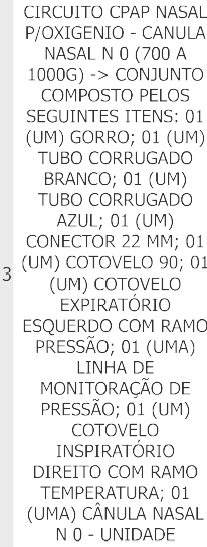 CIRCUITO CPAP NASAL
P/OXIGENIO - CANULA
NASAL N 0 (700 A
1000G) -> CONJUNTO
COMPOSTO PELOS
SEGUINTES ITENS: 01
(UM) GORRO; 01 (UM)
TUBO CORRUGADO
BRANCO; 01 (UM)
TUBO CORRUGADO
AZUL; 01 (UM)
CONECTOR 22 MM; 01
3 (UM) COTOVELO 90; 01
(UM) COTOVELO
EXPIRATÓRIO
ESQUERDO COM RAMO
PRESSÃO; 01 (UMA)
LINHA DE
MONITORAÇÃO DE
PRESSÃO; 01 (UM)
COTOVELO
INSPIRATÓRIO
DIREITO COM RAMO
TEMPERATURA; 01
(UMA) CÂNULA NASAL
N 0 - UNIDADE